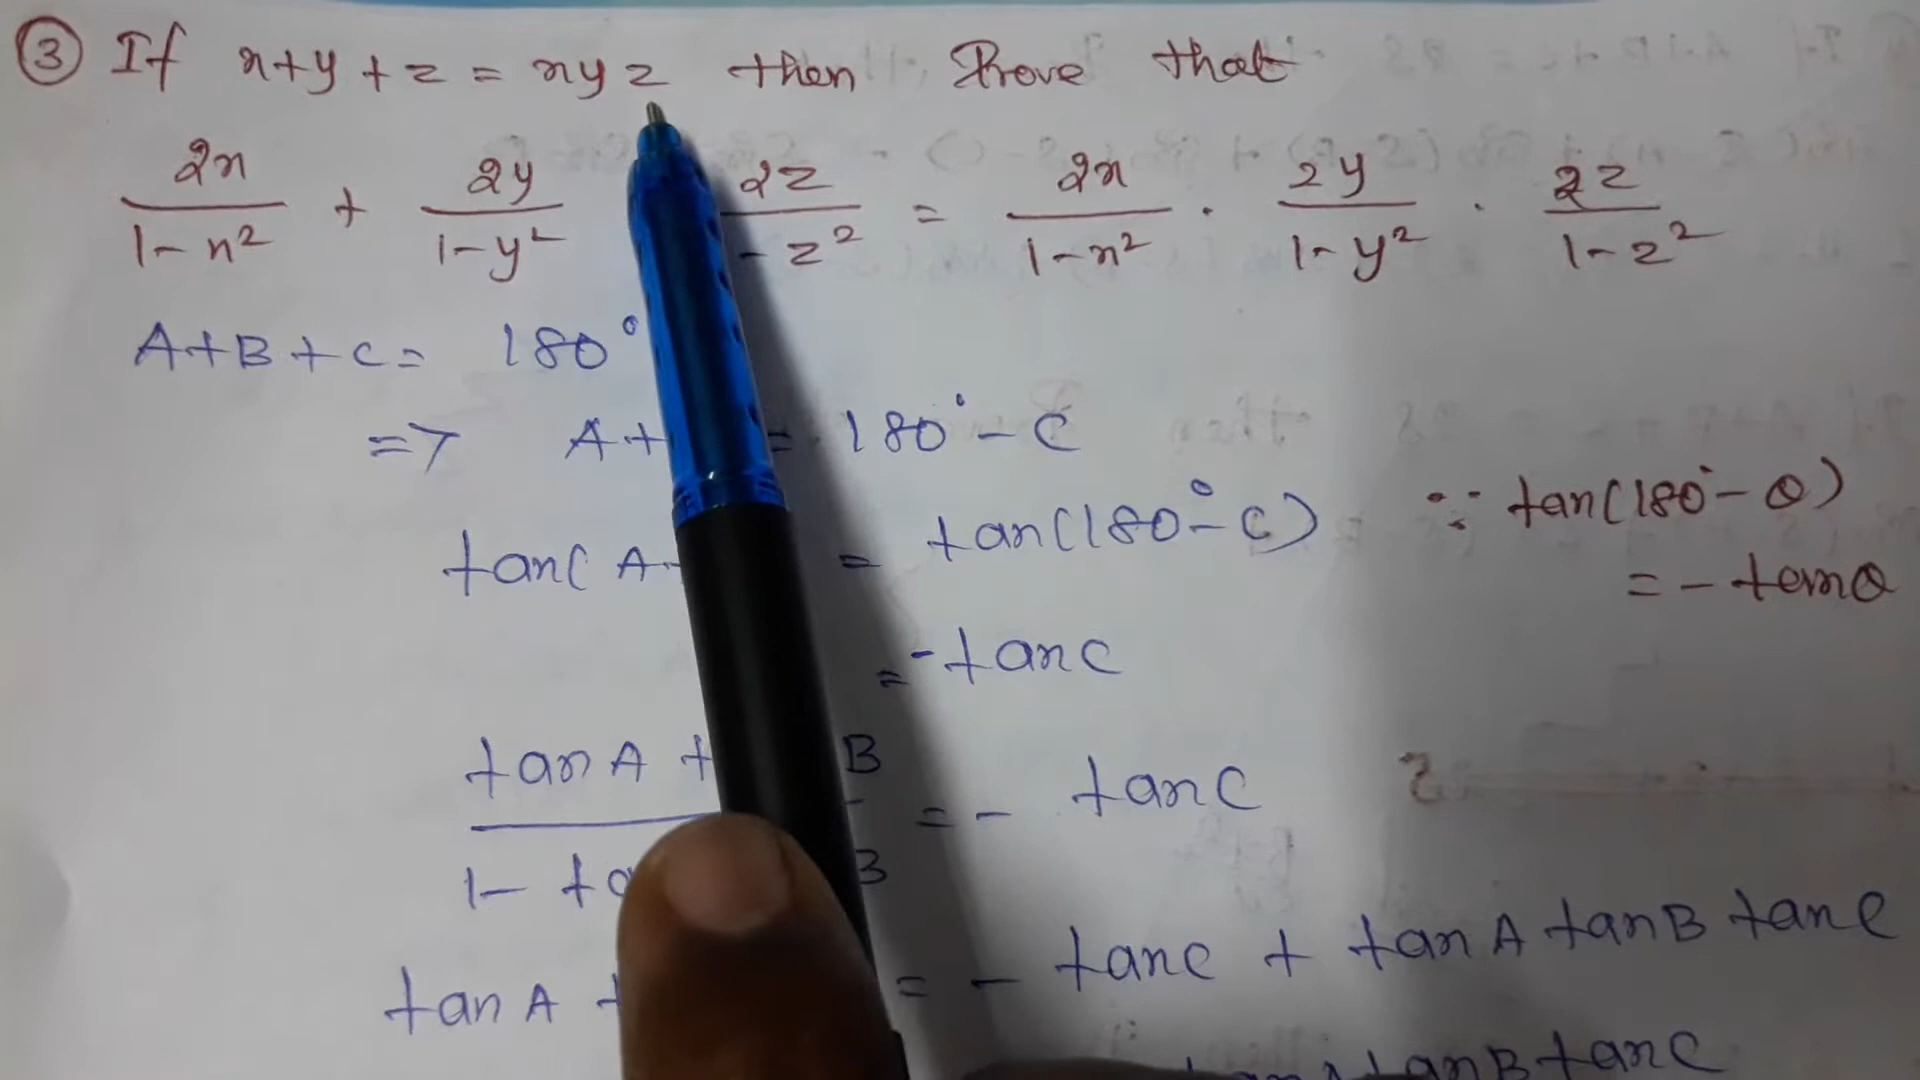 ③ If x+y+z = xyz then Prove that
2x/1-x² + 2y/1-y² 2z/-z² = 2x/1-x² · 2y/1-y² · 2z/1-z²
A+B+C = 180°
=> A+ = 180° - C
tan(A+ = tan(180° - C) ∵ tan(180° - θ)
= - tanθ
= - tanC
tanA + B / 1 - ta B = - tanC
tanA + = - tanC + tanA tanB tanC
tanA tanB tanC